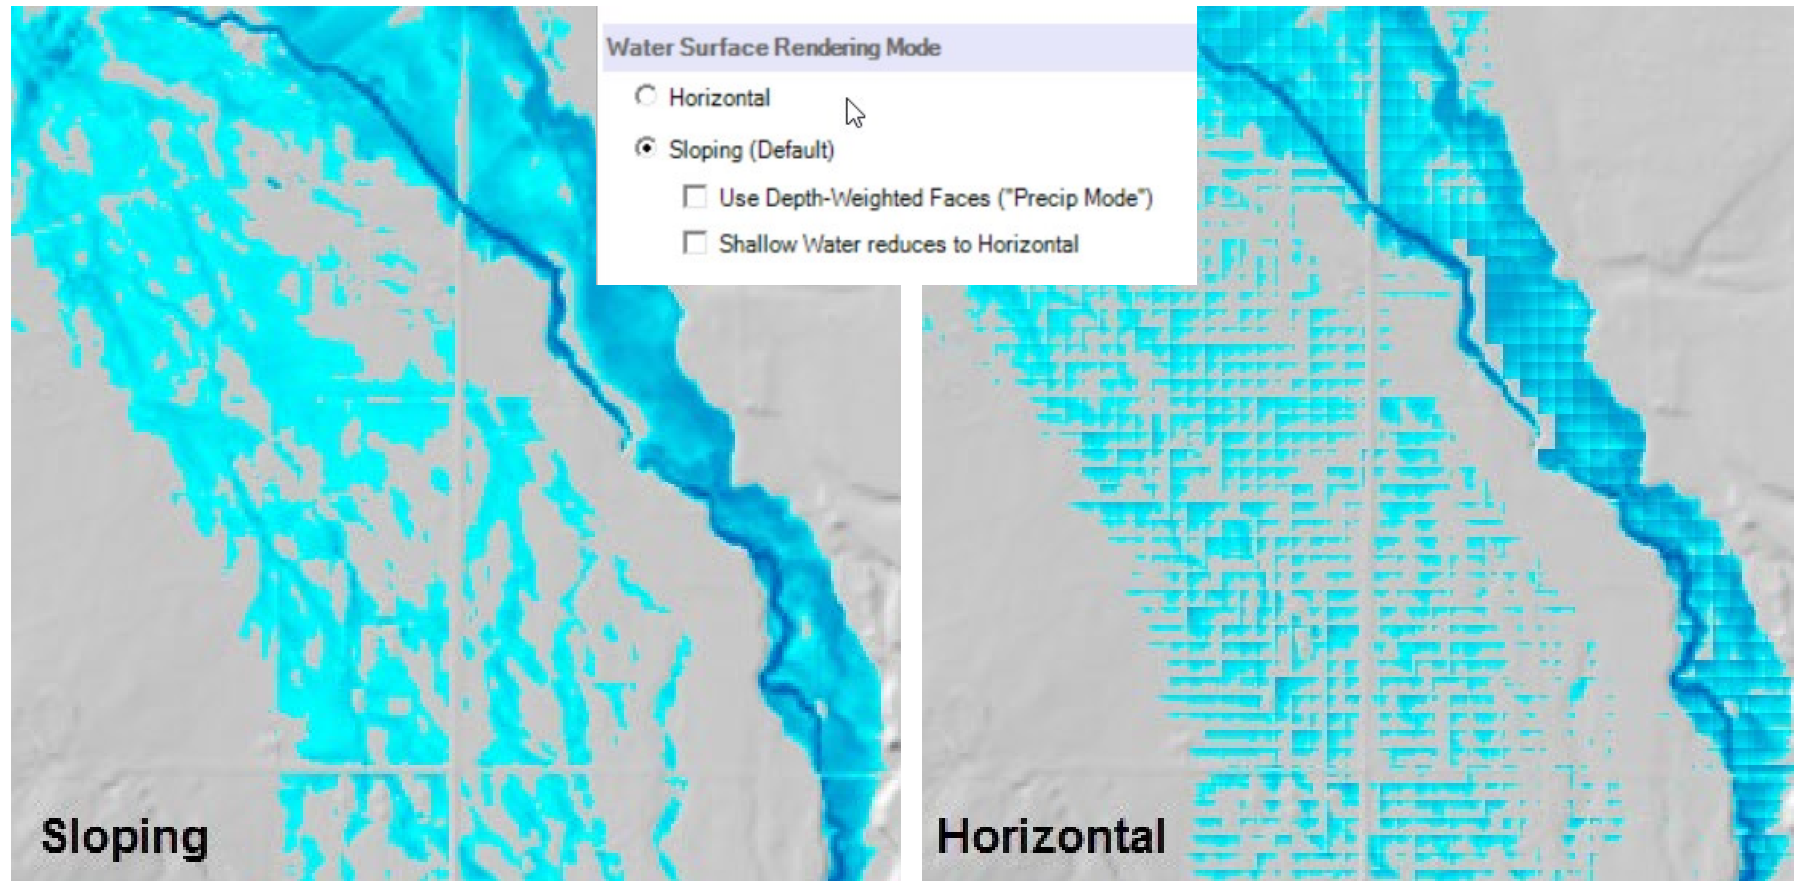 Water Surface Rendering Mode
Horizontal
Sloping (Default)
Use Depth-Weighted Faces ("Precip Mode")
Shallow Water reduces to Horizontal
Sloping
Horizontal